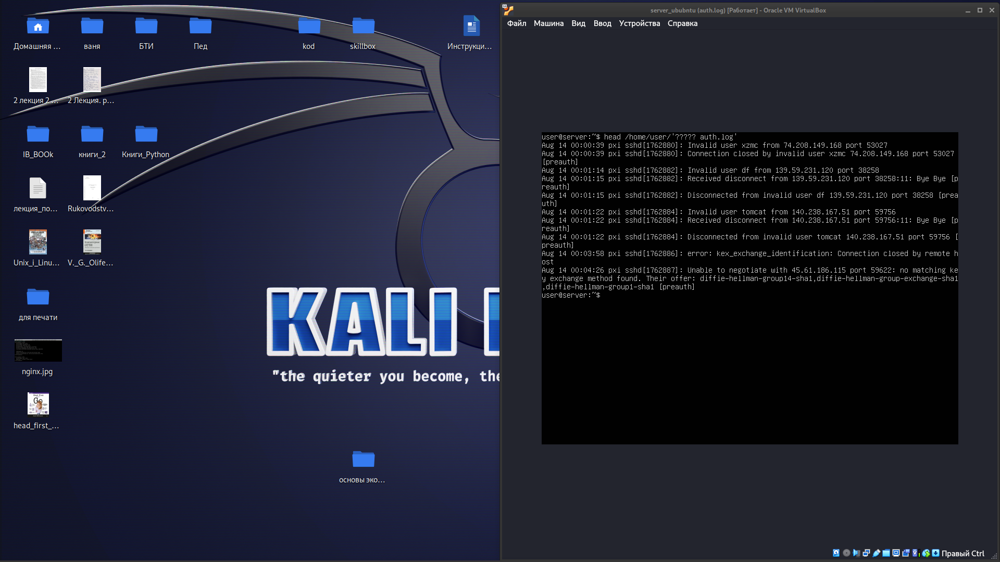 Домашняя ...
ваня
БТИ
Пед
kod
skillbox
Инструкци...
2 лекция 2 ...
2 Лекция. р...
IB_BOOk
книги_2
Книги_Python
лекция_по...
Rukovodstv...
Unix_i_Linu...
V._G._Olife...
для печати
nginx.jpg
head_first_...
основы эко...
KALI
"the quieter you become, the
server_ububntu (auth.log) [Работает] - Oracle VM VirtualBox
Файл Машина Вид Ввод Устройства Справка
user@server:~$ head /home/user/'????? auth.log'
Aug 14 00:00:39 pxi sshd[1762880]: Invalid user xzmc from 74.208.149.168 port 53027
Aug 14 00:00:39 pxi sshd[1762880]: Connection closed by invalid user xzmc 74.208.149.168 port 53027
[preauth]
Aug 14 00:01:14 pxi sshd[1762882]: Invalid user df from 139.59.231.120 port 38258
Aug 14 00:01:15 pxi sshd[1762882]: Received disconnect from 139.59.231.120 port 38258:11: Bye Bye [p
reauth]
Aug 14 00:01:15 pxi sshd[1762882]: Disconnected from invalid user df 139.59.231.120 port 38258 [prea
uth]
Aug 14 00:01:22 pxi sshd[1762884]: Invalid user tomcat from 140.238.167.51 port 59756
Aug 14 00:01:22 pxi sshd[1762884]: Received disconnect from 140.238.167.51 port 59756:11: Bye Bye [p
reauth]
Aug 14 00:01:22 pxi sshd[1762884]: Disconnected from invalid user tomcat 140.238.167.51 port 59756 [
preauth]
Aug 14 00:03:58 pxi sshd[1762886]: error: kex_exchange_identification: Connection closed by remote h
ost
Aug 14 00:04:26 pxi sshd[1762887]: Unable to negotiate with 45.61.186.115 port 59622: no matching ke
y exchange method found. Their offer: diffie-hellman-group14-sha1,diffie-hellman-group-exchange-sha1
,diffie-hellman-group1-sha1 [preauth]
user@server:~$
Правый Ctrl